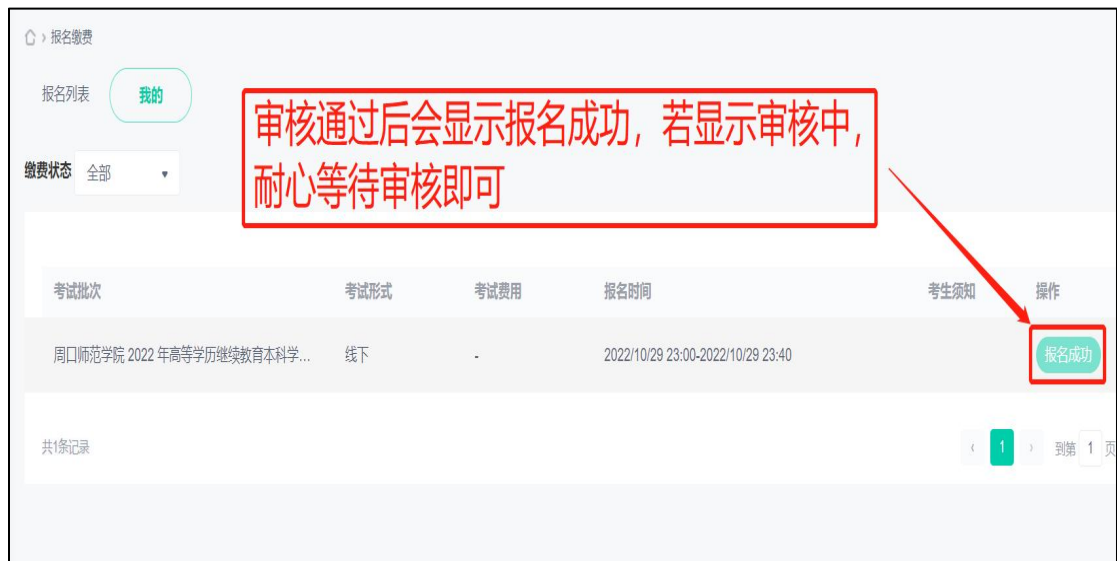 › 报名缴费
报名列表 我的
审核通过后会显示报名成功，若显示审核中，
耐心等待审核即可
缴费状态 全部
考试批次 考试形式 考试费用 报名时间 考生须知 操作
周口师范学院 2022 年高等学历继续教育本科学... 线下 - 2022/10/29 23:00-2022/10/29 23:40 报名成功
共1条记录 ‹ 1 › 到第 1 页